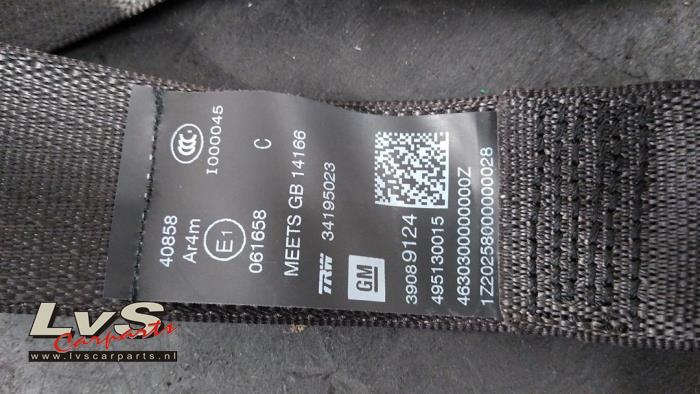 CCC
I000045
C
40858
Ar4m
E1
061658
MEETS GB 14166
TRW 34195023
GM
39089124
495130015
4630300000000Z
1Z2025800000000028
LvS
Carparts
www.lvscarparts.nl